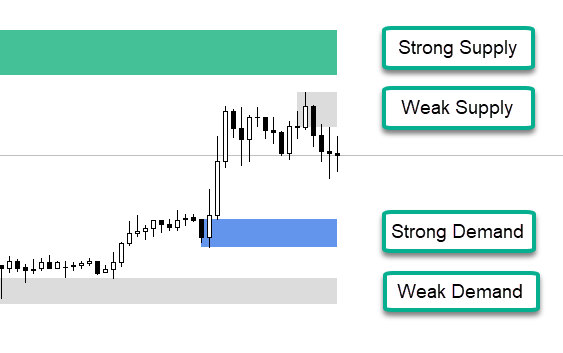 Strong Supply
Weak Supply
Strong Demand
Weak Demand